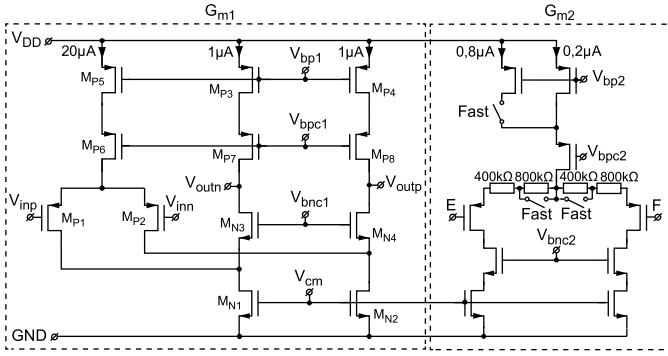 Gm1
Gm2
VDD
20μA
1μA
1μA
0,8μA
0,2μA
MP5
MP3
Vbp1
MP4
Vbp2
Fast
MP6
MP7
Vbpc1
MP8
Vbpc2
400kΩ 800kΩ 400kΩ 800kΩ
Vinp
MP1
MP2
Vinn
Voutn
Voutp
E
Fast
Fast
F
MN3
Vbnc1
MN4
Vbnc2
MN1
Vcm
MN2
GND